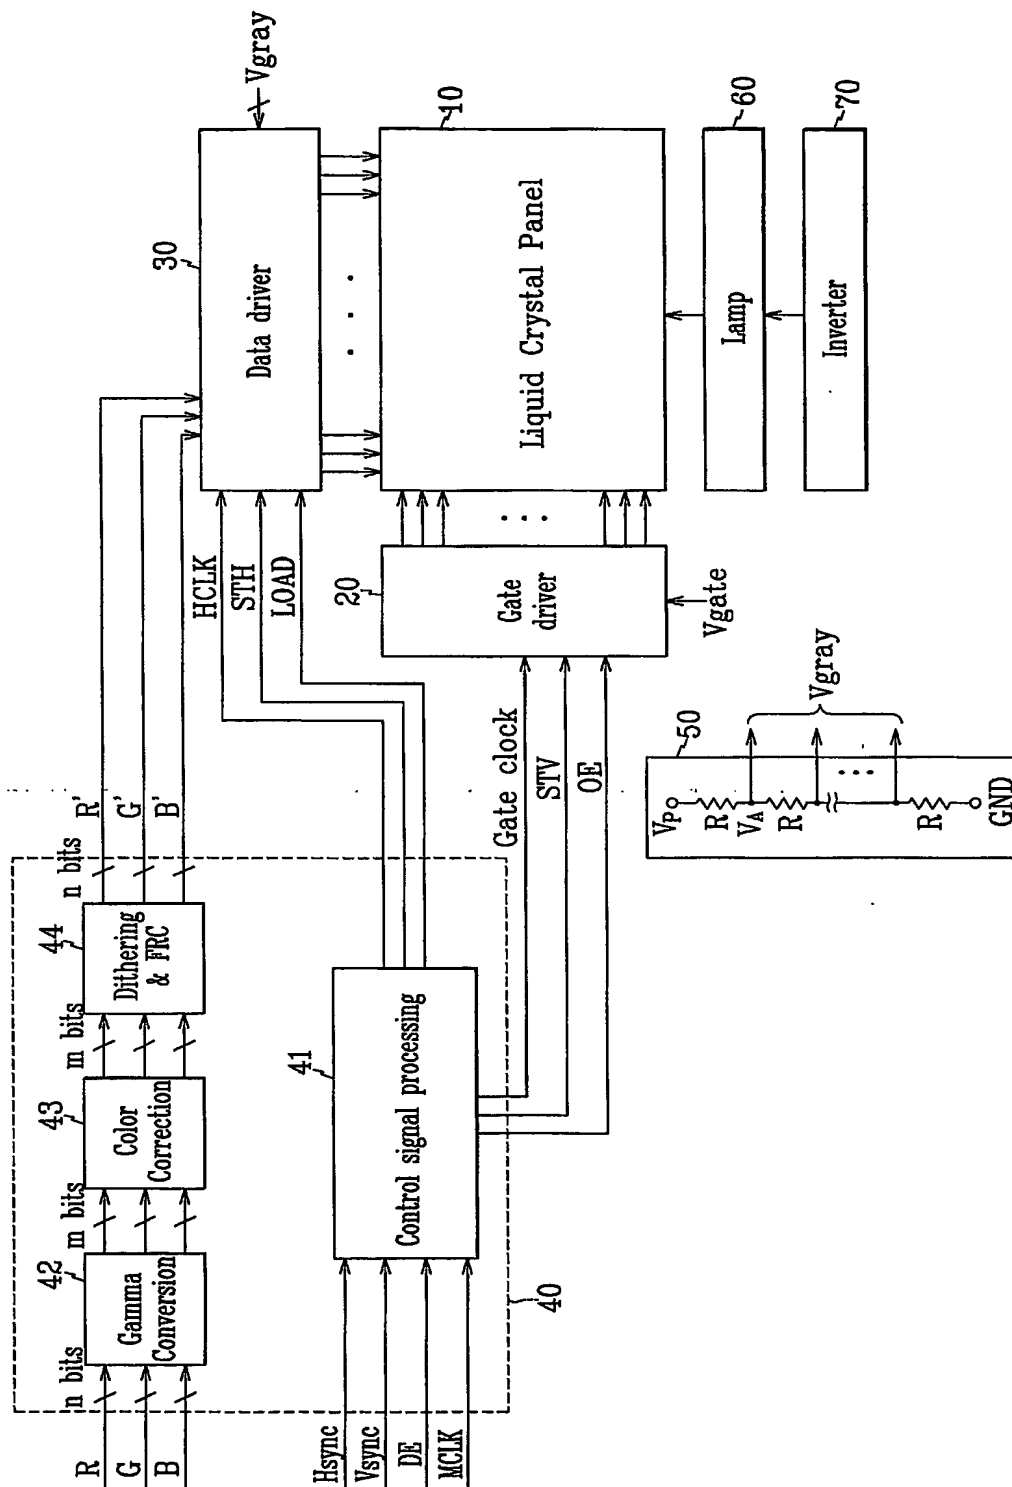 R
G
B
n bits
42
Gamma
Conversion
m bits
43
Color
Correction
m bits
44
Dithering
& FRC
n bits
R'
G'
B'
30
Data driver
Vgray
HCLK
STH
LOAD
Hsync
Vsync
DE
MCLK
41
Control signal processing
40
Gate clock
STV
OE
20
Gate
driver
Vgate
10
Liquid Crystal Panel
60
Lamp
70
Inverter
50
VP
R
VA
R
R
GND
Vgray